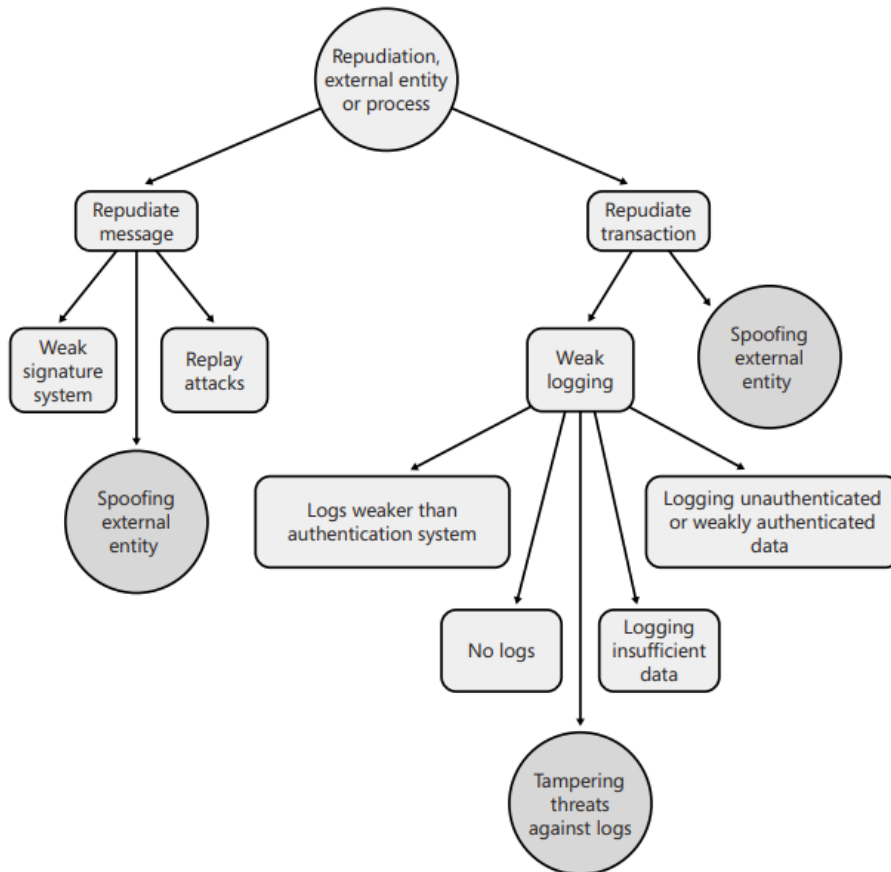 Repudiation,
external entity
or process
Repudiate
message
Repudiate
transaction
Weak
signature
system
Replay
attacks
Weak
logging
Spoofing
external
entity
Spoofing
external
entity
Logs weaker than
authentication system
Logging unauthenticated
or weakly authenticated
data
No logs
Logging
insufficient
data
Tampering
threats
against logs